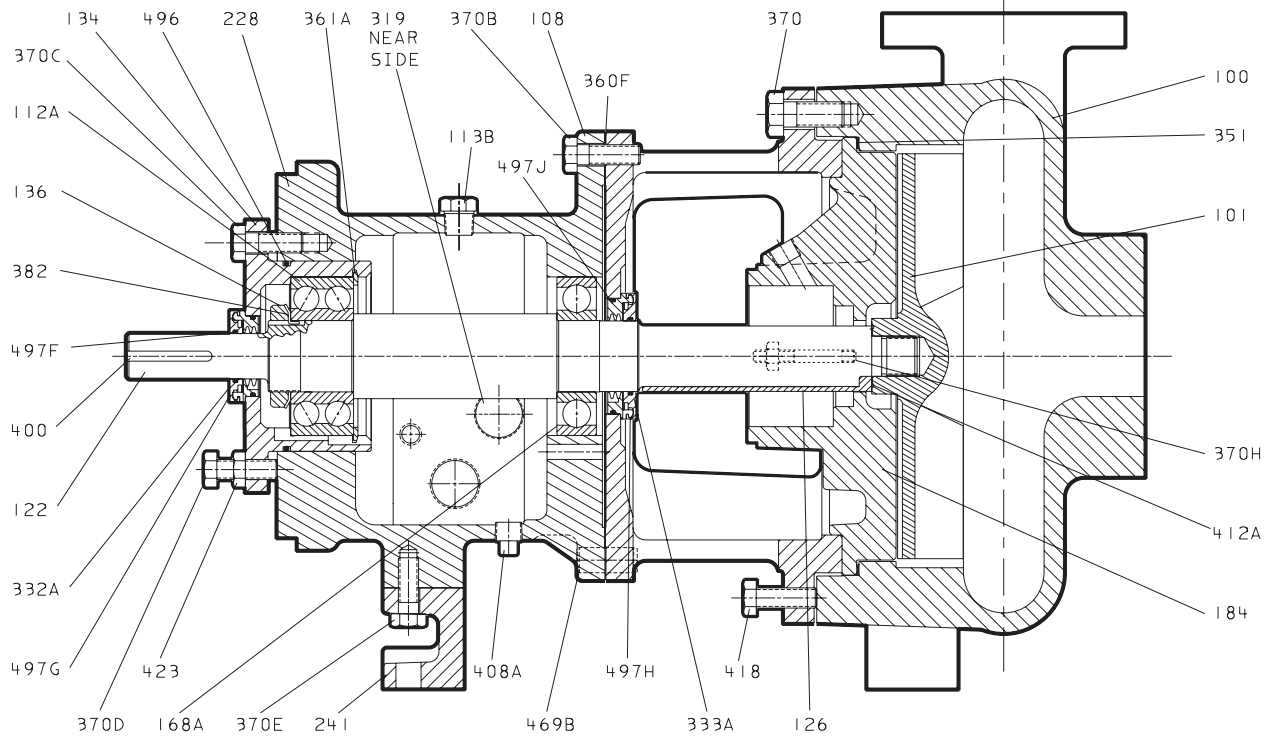 134 496 228 361A 319 370B 108 370
NEAR
SIDE
370C
360F
100
112A
351
113B
497J
136
101
382
497F
400
370H
122
412A
332A
184
497G
423
408A
497H
418
370D 168A 370E 241 469B 333A 126